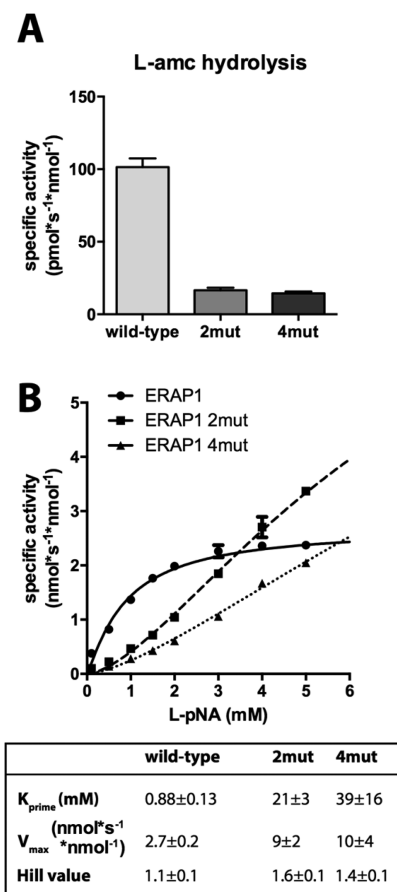 A
L-amc hydrolysis
specific activity
(pmol*s-1*nmol-1)
150
100
50
0
wild-type 2mut 4mut
B
ERAP1
ERAP1 2mut
ERAP1 4mut
specific activity
(nmol*s-1*nmol-1)
5
4
3
2
1
0
0 1 2 3 4 5 6
L-pNA (mM)
wild-type 2mut 4mut
Kprime (mM) 0.88±0.13 21±3 39±16
Vmax (nmol*s-1 *nmol-1) 2.7±0.2 9±2 10±4
Hill value 1.1±0.1 1.6±0.1 1.4±0.1